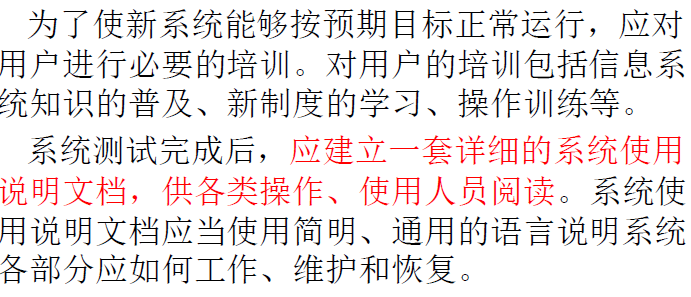 为了使新系统能够按预期目标正常运行，应对
用户进行必要的培训。对用户的培训包括信息系
统知识的普及、新制度的学习、操作训练等。
系统测试完成后，应建立一套详细的系统使用
说明文档，供各类操作、使用人员阅读。系统使
用说明文档应当使用简明、通用的语言说明系统
各部分应如何工作、维护和恢复。